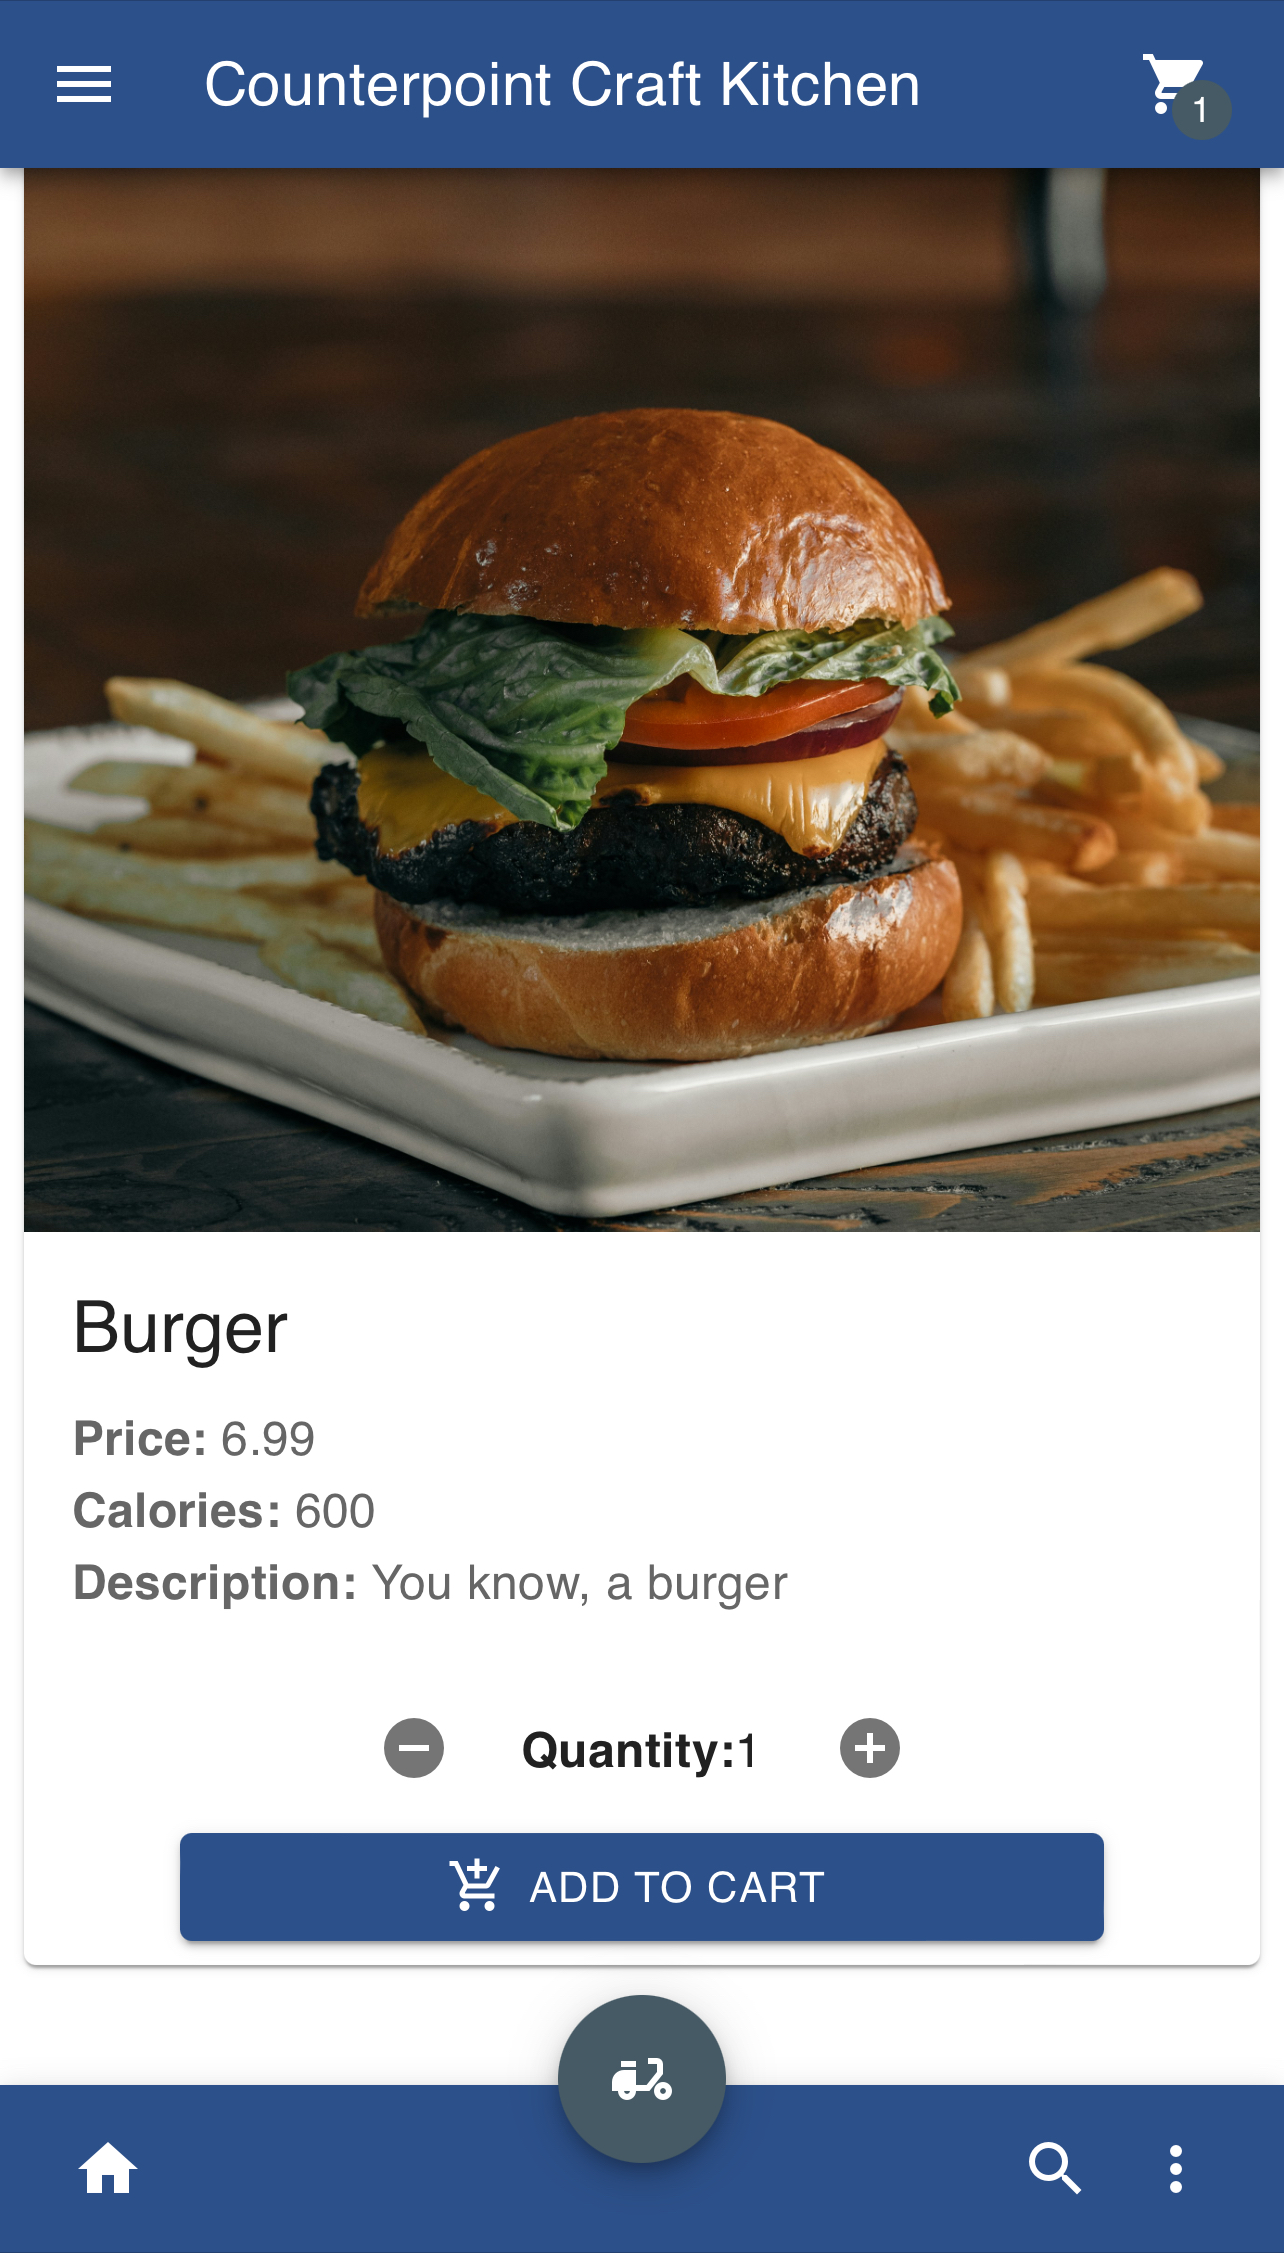 Counterpoint Craft Kitchen
1
Burger
Price: 6.99
Calories: 600
Description: You know, a burger
Quantity:1
ADD TO CART